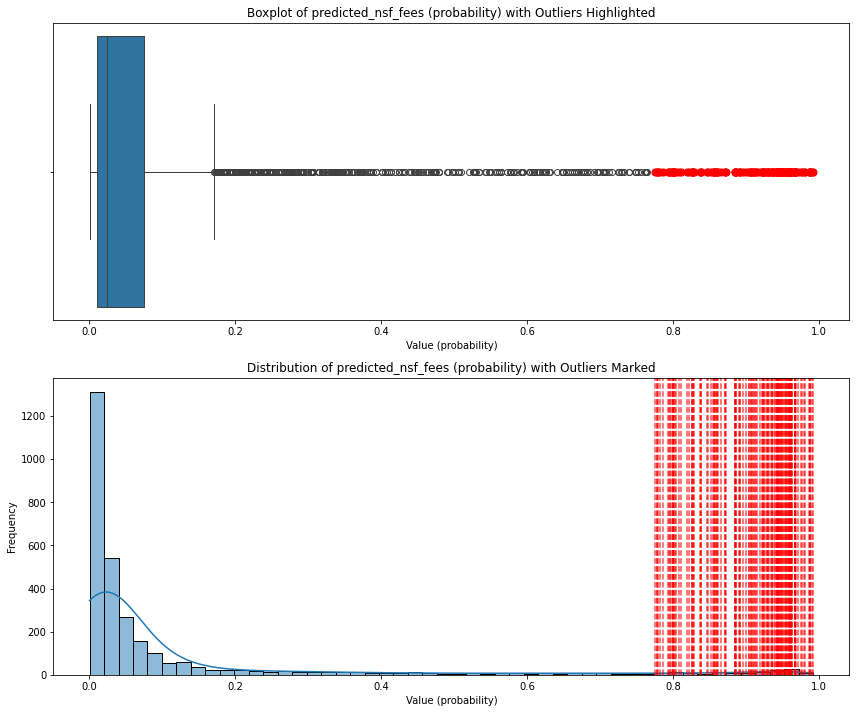 Boxplot of predicted_nsf_fees (probability) with Outliers Highlighted
0.0 0.2 0.4 0.6 0.8 1.0
Value (probability)
Distribution of predicted_nsf_fees (probability) with Outliers Marked
1200
1000
800
600
400
200
0
Frequency
0.0 0.2 0.4 0.6 0.8 1.0
Value (probability)